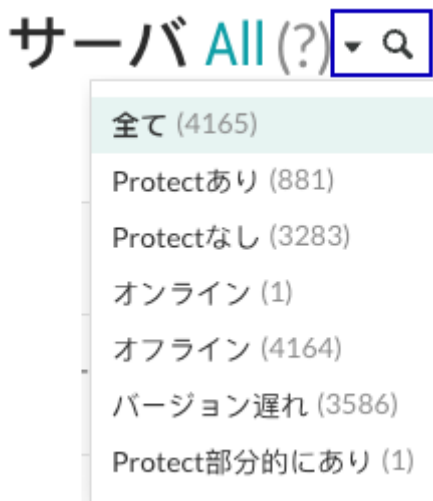 サーバ All (?)
全て (4165)
Protectあり (881)
Protectなし (3283)
オンライン (1)
オフライン (4164)
バージョン遅れ (3586)
Protect部分的にあり (1)